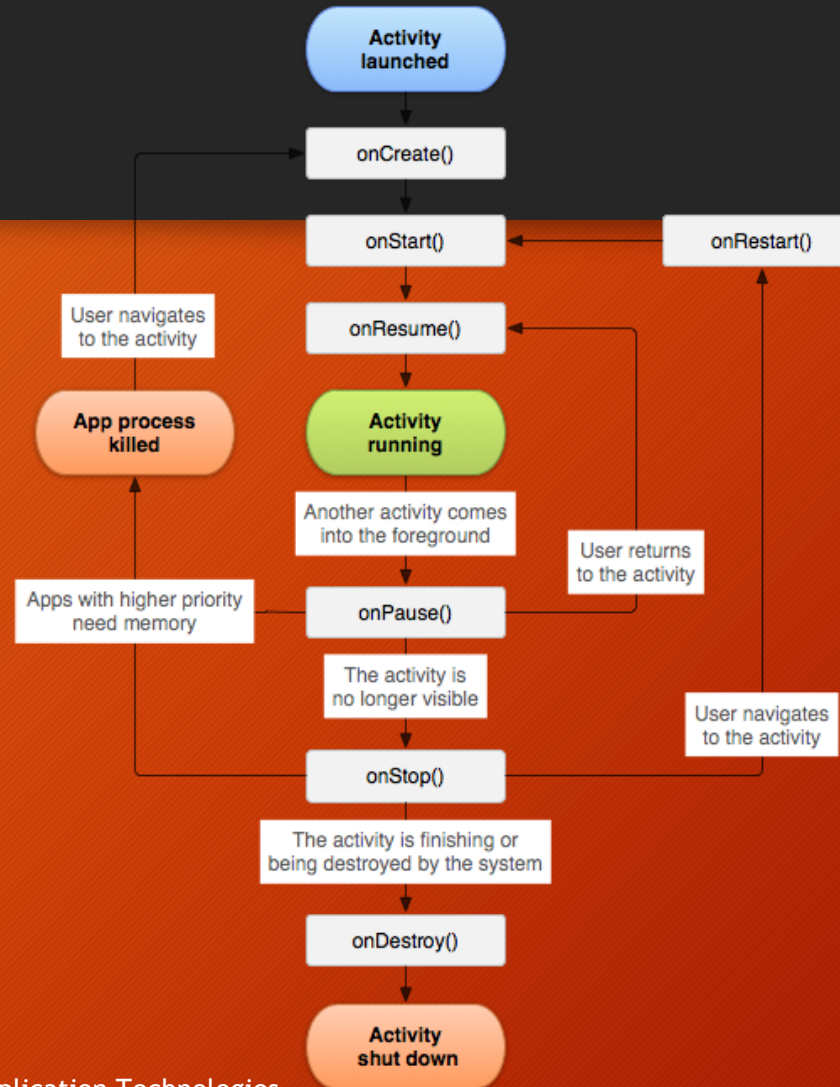 Activity
launched
onCreate()
onStart()
onRestart()
User navigates
to the activity
onResume()
App process
killed
Activity
running
Another activity comes
into the foreground
User returns
to the activity
Apps with higher priority
need memory
onPause()
The activity is
no longer visible
User navigates
to the activity
onStop()
The activity is finishing or
being destroyed by the system
onDestroy()
Activity
shut down
Technologies